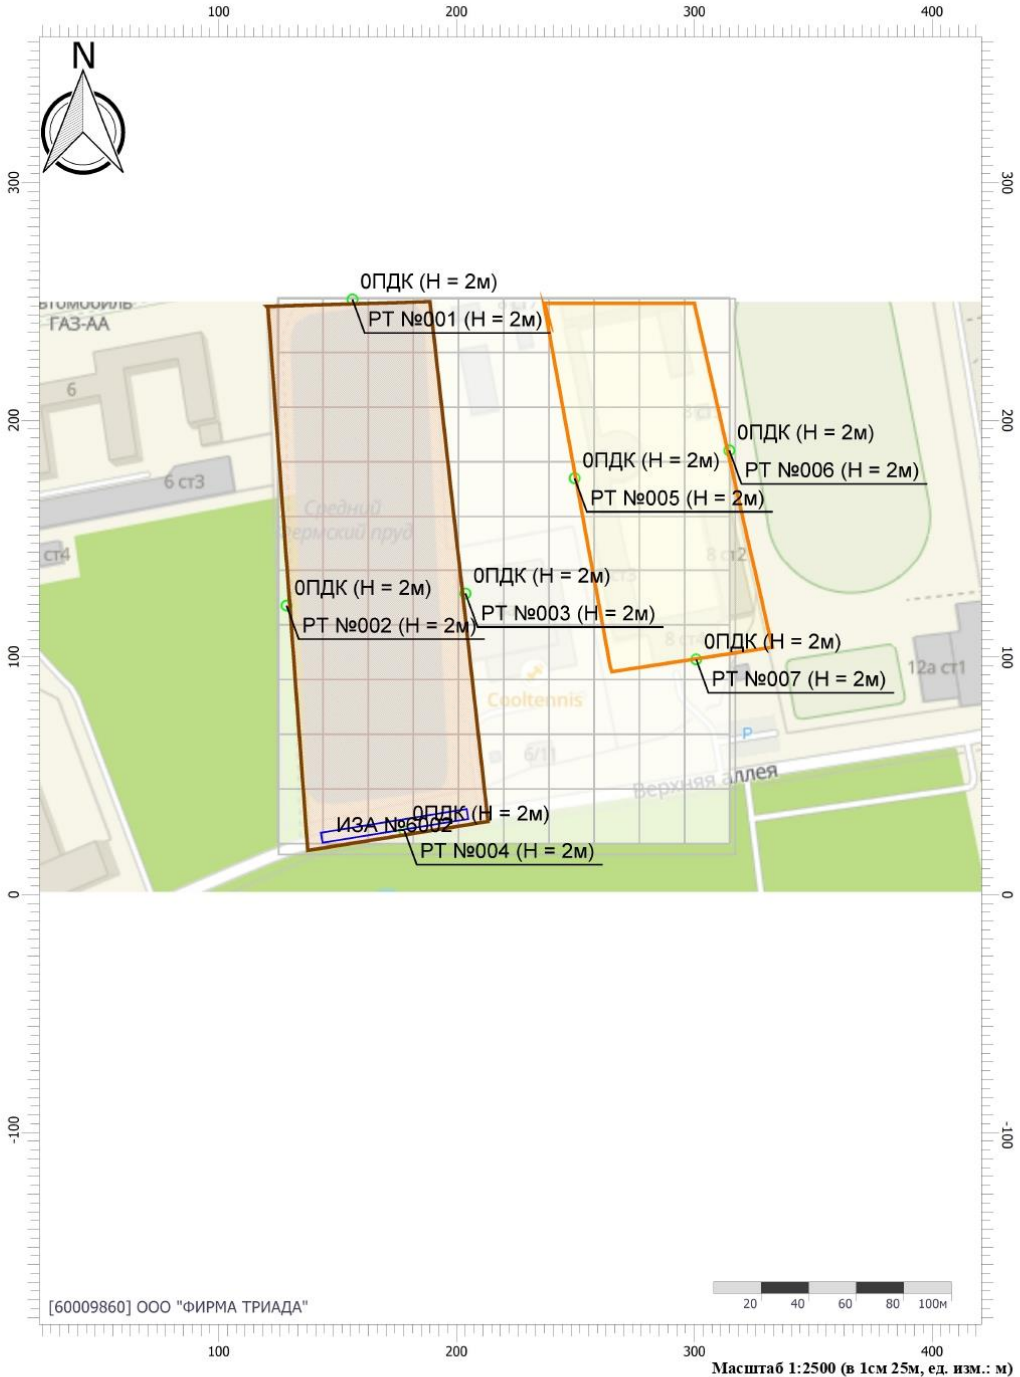 100
200
300
400
N
300
300
0ПДК (Н = 2м)
РТ №001 (Н = 2м)
ГАЗ-АА
6
200
200
0ПДК (Н = 2м)
РТ №006 (Н = 2м)
0ПДК (Н = 2м)
РТ №005 (Н = 2м)
6 ст3
Средний
пруд
ст4
8 ст2
0ПДК (Н = 2м)
РТ №003 (Н = 2м)
0ПДК (Н = 2м)
РТ №002 (Н = 2м)
0ПДК (Н = 2м)
РТ №007 (Н = 2м)
100
100
12а ст1
Cooltennis
P
6/11
Верхняя аллея
0ПДК (Н = 2м)
ИЗА №6002
РТ №004 (Н = 2м)
0
0
-100
-100
20
40
60
80
100м
[60009860] ООО "ФИРМА ТРИАДА"
100
200
300
400
Масштаб 1:2500 (в 1см 25м, ед. изм.: м)